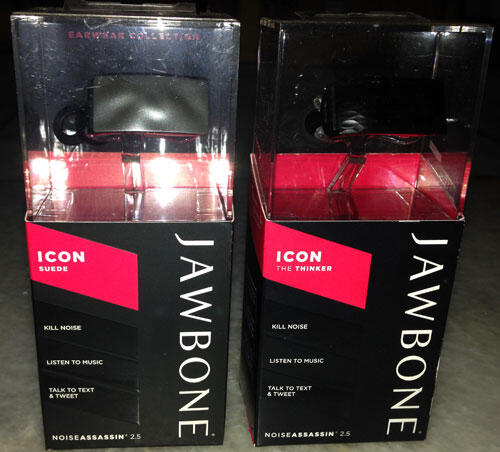 EARWEAR COLLECTION
ICON
SUEDE
KILL NOISE
LISTEN TO MUSIC
TALK TO TEXT
& TWEET
NOISEASSASSIN® 2.5
JAWBONE®
ICON
THE THINKER
KILL NOISE
LISTEN TO MUSIC
TALK TO TEXT
& TWEET
NOISEASSASSIN® 2.5
JAWBONE®